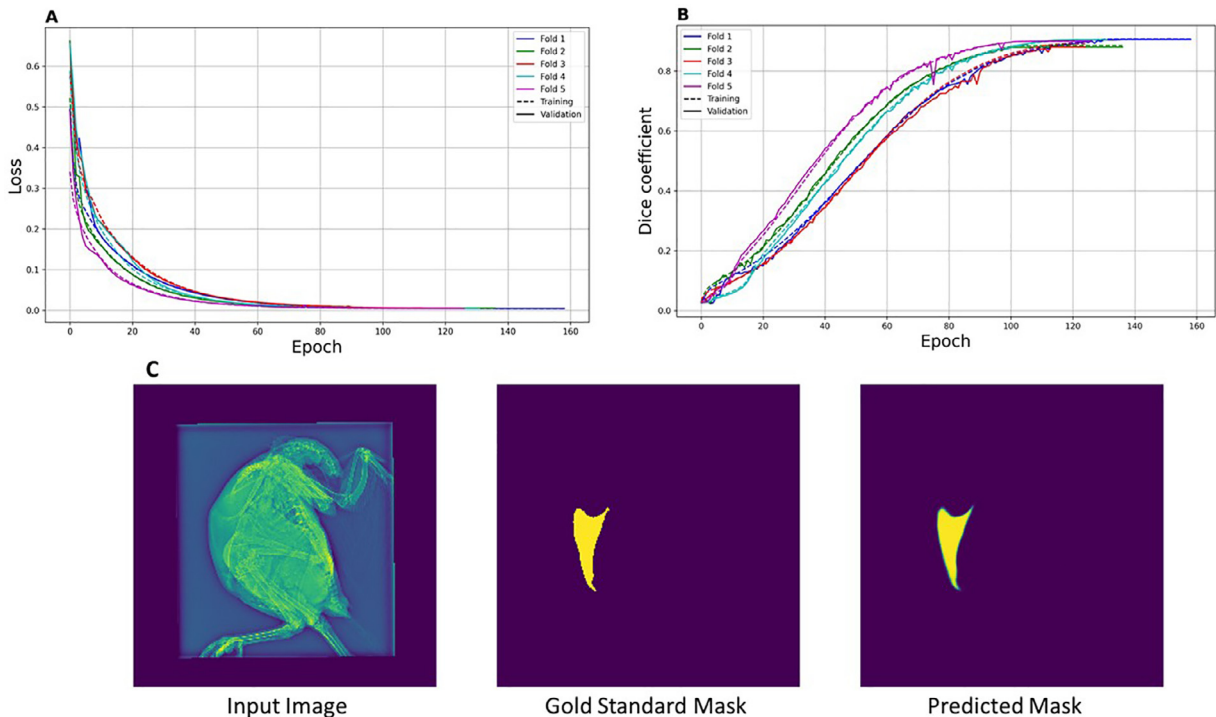 A
0.6
0.5
0.4
0.3
0.2
0.1
0.0
Loss
0 20 40 60 80 100 120 140 160
Epoch
Fold 1
Fold 2
Fold 3
Fold 4
Fold 5
Training
Validation
B
0.8
0.6
0.4
0.2
0.0
Dice coefficient
0 20 40 60 80 100 120 140 160
Epoch
Fold 1
Fold 2
Fold 3
Fold 4
Fold 5
Training
Validation
C
Input Image
Gold Standard Mask
Predicted Mask